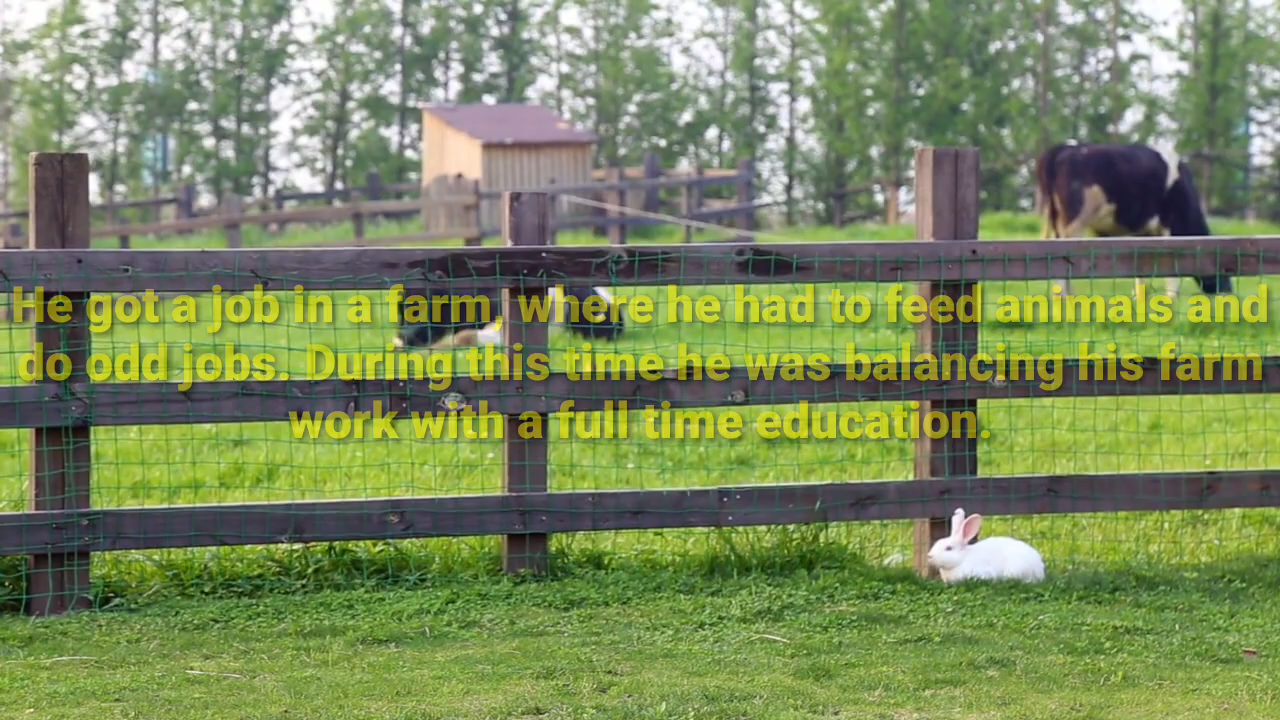 He got a job in a farm, where he had to feed animals and
do odd jobs. During this time he was balancing his farm
work with a full time education.